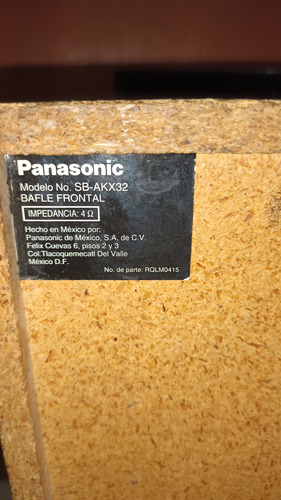 Panasonic
Modelo No. SB-AKX32
BAFLE FRONTAL
IMPEDANCIA: 4 Ω
Hecho en México por:
Panasonic de México, S.A. de C.V.
Felix Cuevas 6, pisos 2 y 3
Col.Tlacoquemecatl Del Valle
México D.F.
No. de parte: RQLM0415